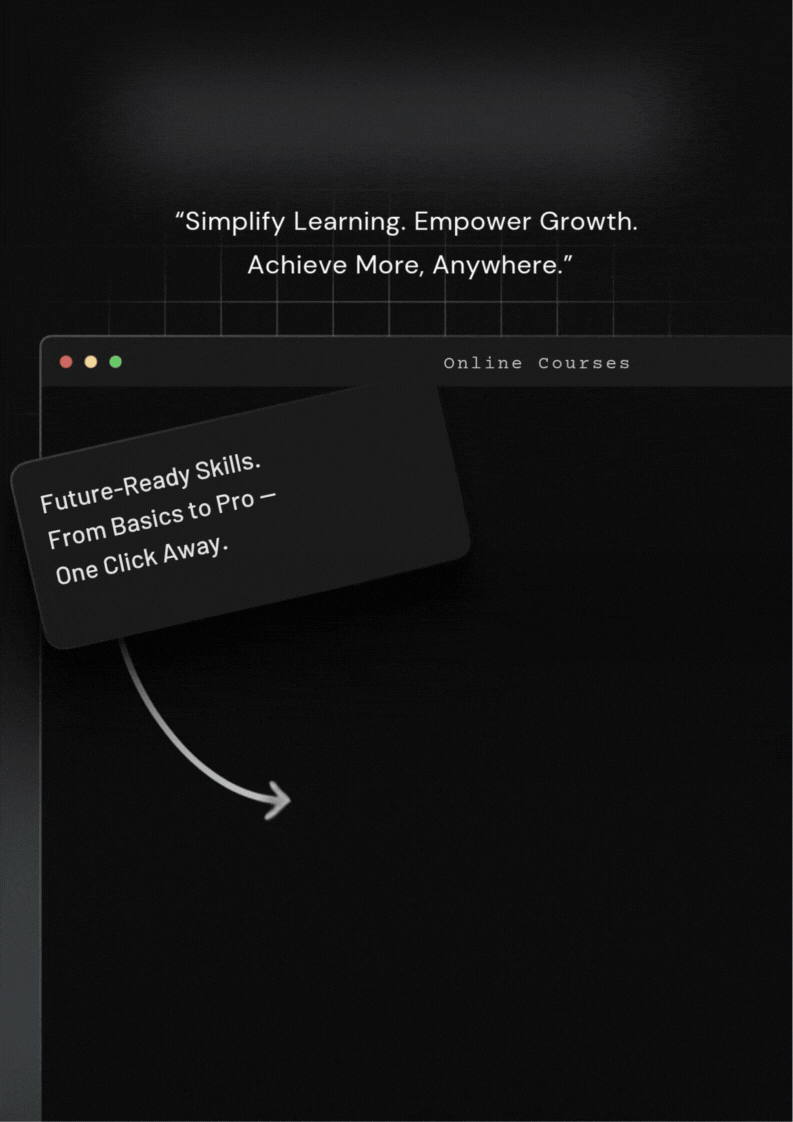 “Simplify Learning. Empower Growth.
Achieve More, Anywhere.”
Online Courses
Future-Ready Skills.
From Basics to Pro –
One Click Away.